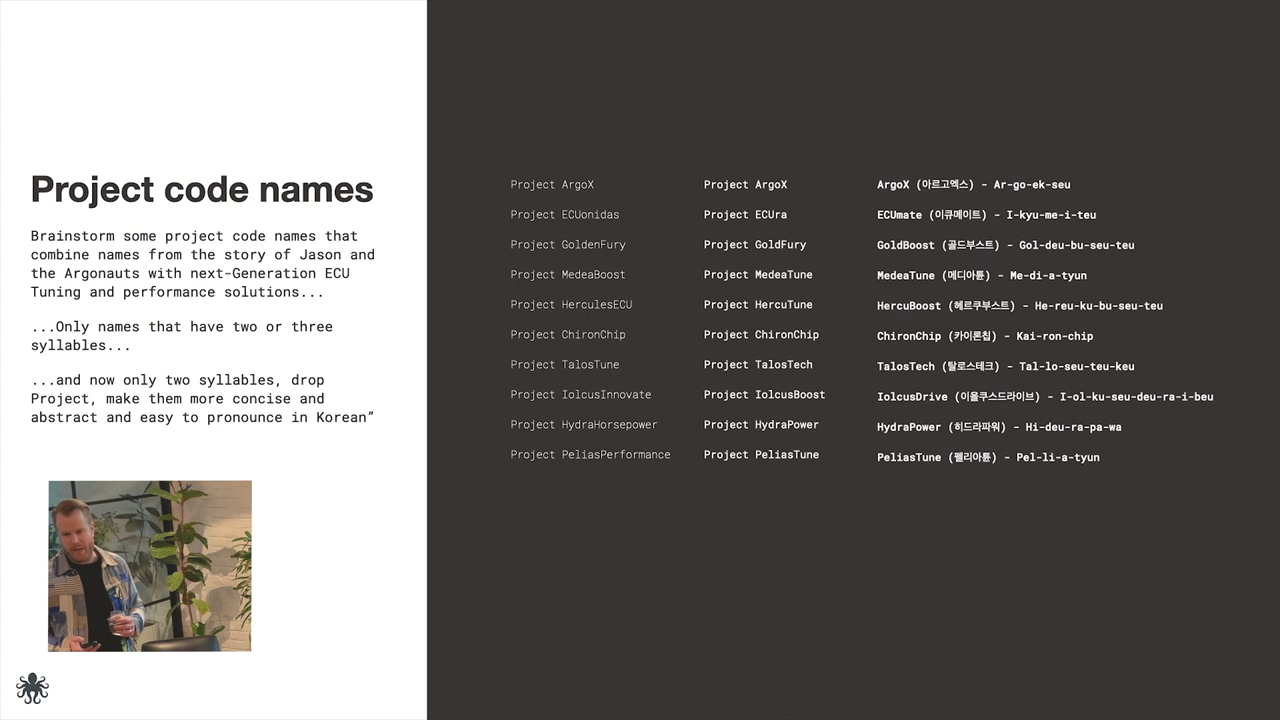 Project code names
Brainstorm some project code names that
combine names from the story of Jason and
the Argonauts with next-Generation ECU
Tuning and performance solutions...
...Only names that have two or three
syllables...
...and now only two syllables, drop
Project, make them more concise and
abstract and easy to pronounce in Korean”
Project ArgoX
Project ECUonidas
Project GoldenFury
Project MedeaBoost
Project HerculesECU
Project ChironChip
Project TalosTune
Project IolcusInnovate
Project HydraHorsepower
Project PeliasPerformance
Project ArgoX
Project ECUra
Project GoldFury
Project MedeaTune
Project HercuTune
Project ChironChip
Project TalosTech
Project IolcusBoost
Project HydraPower
Project PeliasTune
ArgoX (아르고엑스) - Ar-go-ek-seu
ECUmate (이큐메이트) - I-kyu-me-i-teu
GoldBoost (골드부스트) - Gol-deu-bu-seu-teu
MedeaTune (메디아튠) - Me-di-a-tyun
HercuBoost (헤르쿠부스트) - He-reu-ku-bu-seu-teu
ChironChip (카이론칩) - Kai-ron-chip
TalosTech (탈로스테크) - Tal-lo-seu-teu-keu
IolcusDrive (이올쿠스드라이브) - I-ol-ku-seu-deu-ra-i-beu
HydraPower (히드라파워) - Hi-deu-ra-pa-wa
PeliasTune (펠리아튠) - Pel-li-a-tyun